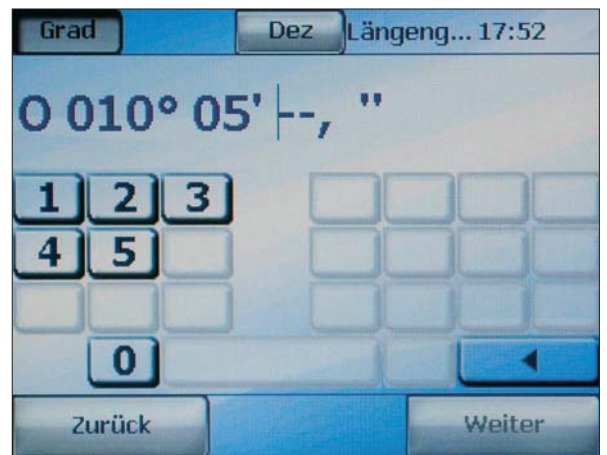 Grad Dez Längeng... 17:52
O 010° 05' --, "
1 2 3
4 5
0
Zurück Weiter